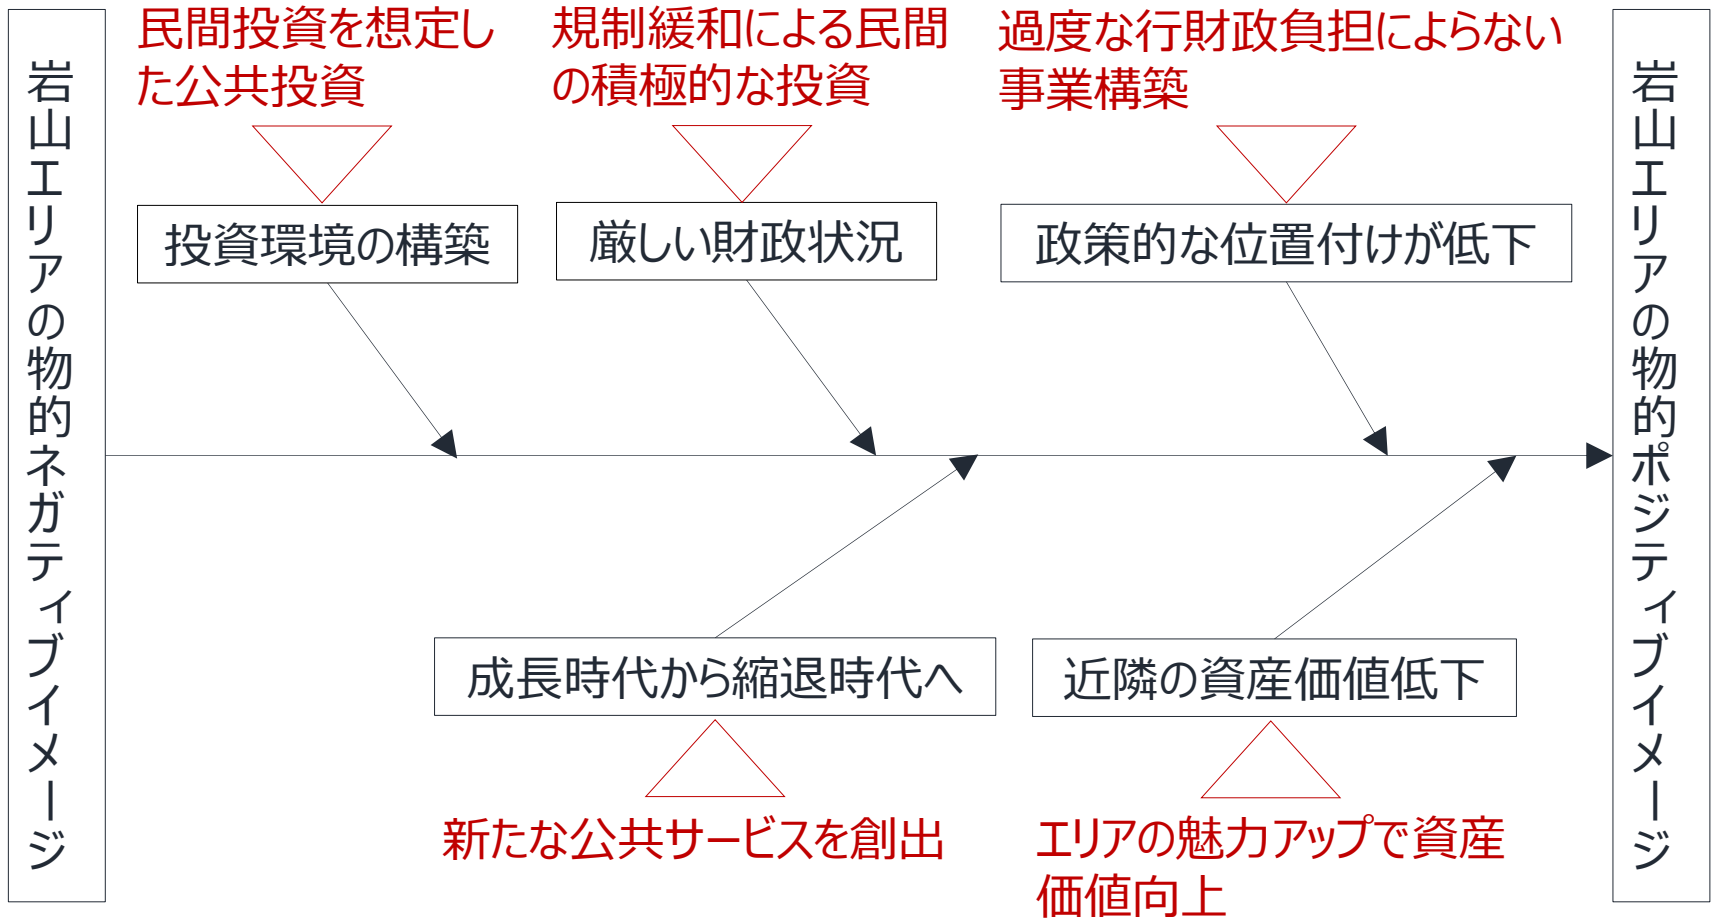 岩山エリアの物的ネガティブイメージ
民間投資を想定し
た公共投資
規制緩和による民間
の積極的な投資
過度な行財政負担によらない
事業構築
投資環境の構築
厳しい財政状況
政策的な位置付けが低下
成長時代から縮退時代へ
近隣の資産価値低下
新たな公共サービスを創出
エリアの魅力アップで資産
価値向上
岩山エリアの物的ポジティブイメージ